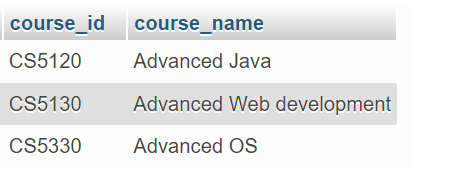 course_id course_name
CS5120 Advanced Java
CS5130 Advanced Web development
CS5330 Advanced OS